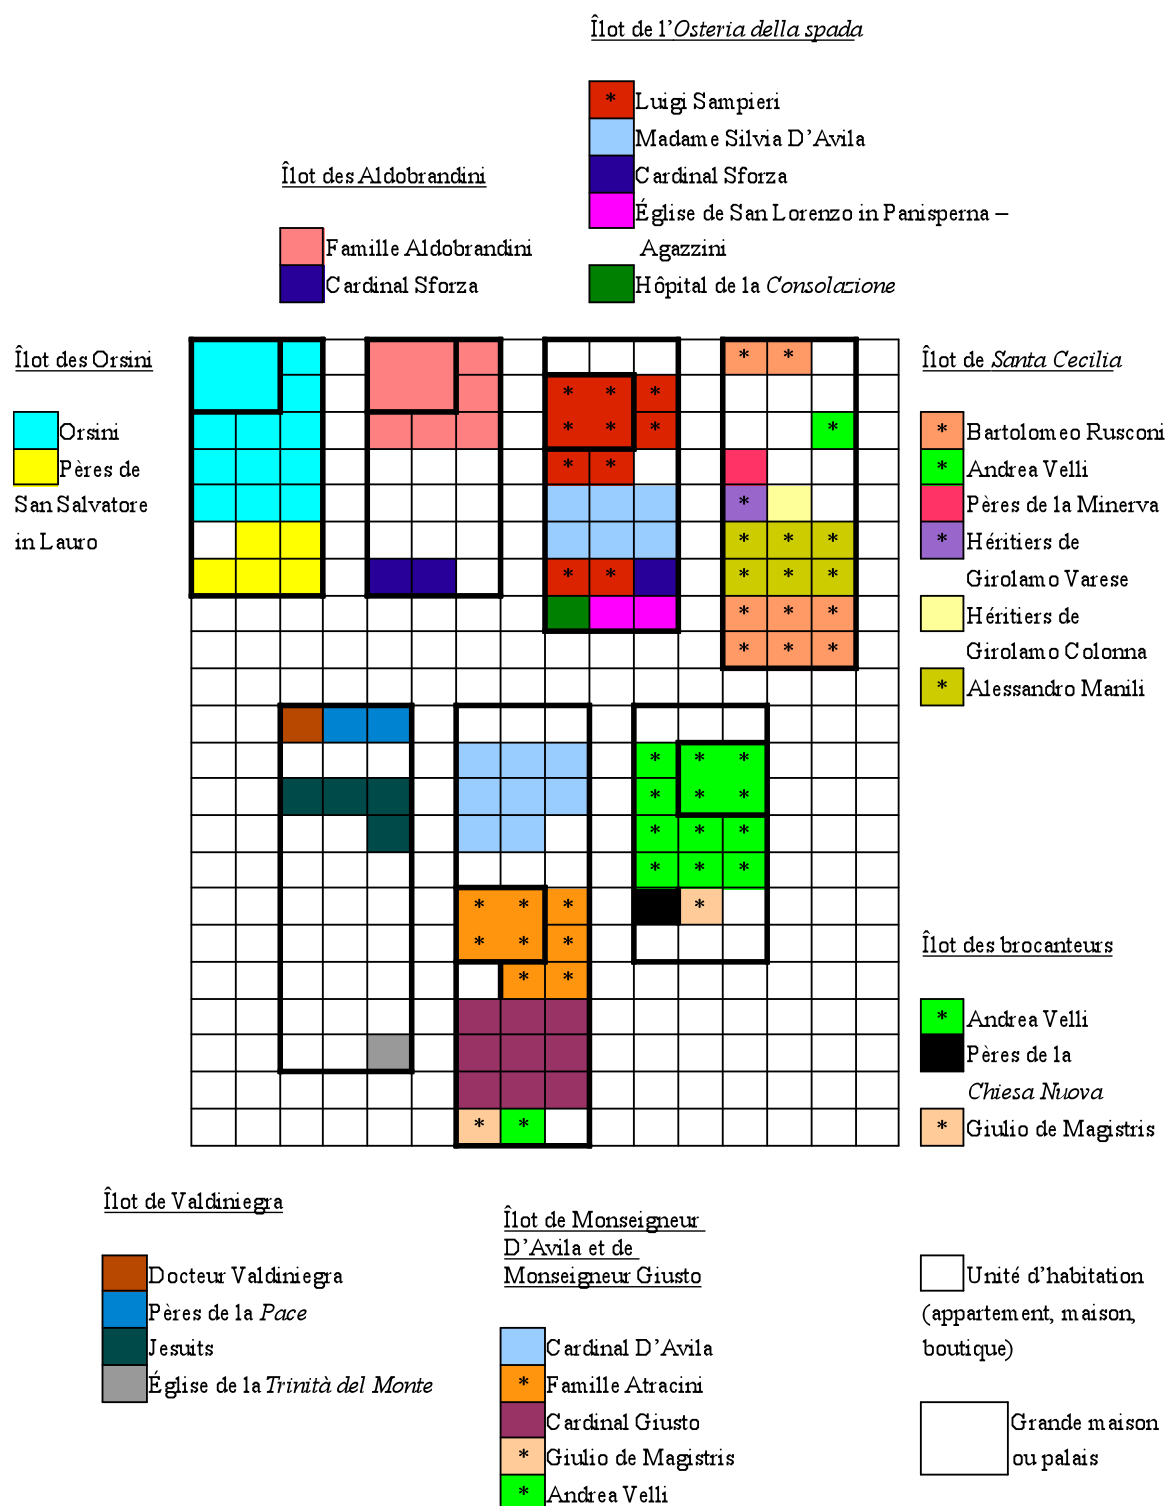 Îlot de l’Osteria della spada
* Luigi Sampieri
Madame Silvia D’Avila
Cardinal Sforza
Église de San Lorenzo in Panisperna –
Agazzini
Hôpital de la Consolazione
Îlot des Aldobrandini
Famille Aldobrandini
Cardinal Sforza
Îlot des Orsini
Orsini
Pères de
San Salvatore
in Lauro
* *
* * *
* * *
*
* *
*
* * *
* * *
* *
* * *
* * *
Îlot de Santa Cecilia
* Bartolomeo Rusconi
* Andrea Velli
Pères de la Minerva
* Héritiers de
Girolamo Varese
Héritiers de
Girolamo Colonna
* Alessandro Manili
* * *
* * *
* * *
* * *
* * * *
* * *
* *
* *
Îlot des brocanteurs
* Andrea Velli
Pères de la
Chiesa Nuova
* Giulio de Magistris
Îlot de Valdiniegra
Docteur Valdiniegra
Pères de la Pace
Jesuits
Église de la Trinità del Monte
Îlot de Monseigneur
D’Avila et de
Monseigneur Giusto
Cardinal D’Avila
* Famille Atracini
Cardinal Giusto
* Giulio de Magistris
* Andrea Velli
Unité d’habitation
(appartement, maison,
boutique)
Grande maison
ou palais